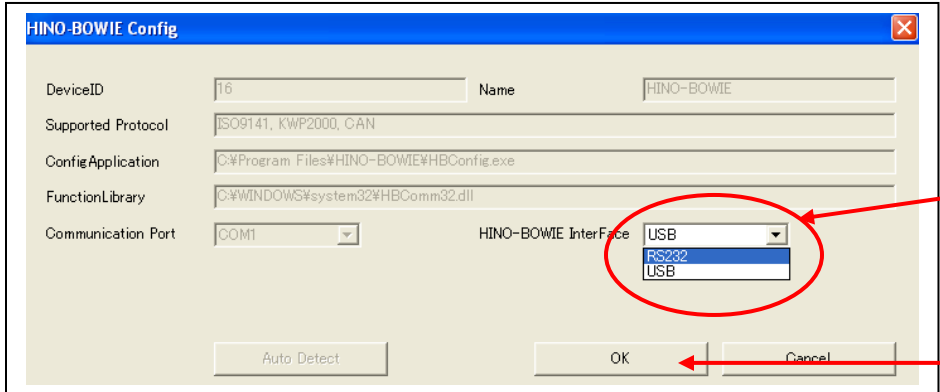 HINO-BOWIE Config
DeviceID 16 Name HINO-BOWIE
Supported Protocol ISO9141, KWP2000, CAN
ConfigApplication C:¥Program Files¥HINO-BOWIE¥HBConfig.exe
FunctionLibrary C:¥WINDOWS¥system32¥HBComm32.dll
Communication Port COM1 HINO-BOWIE InterFace USB
RS232
USB
Auto Detect OK Cancel